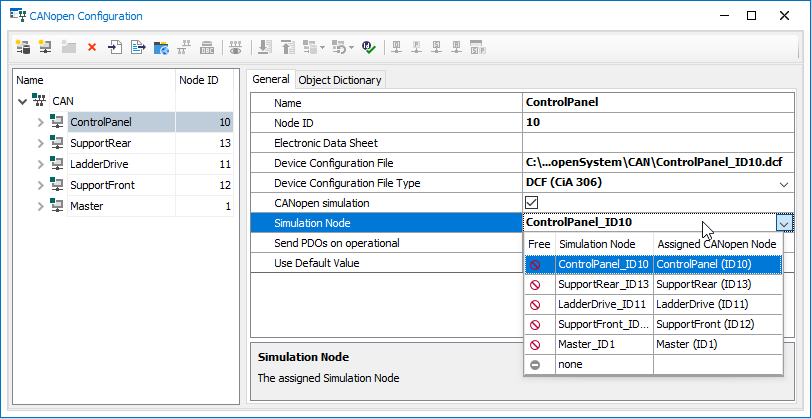 CANopen Configuration
Name Node ID
CAN
ControlPanel 10
SupportRear 13
LadderDrive 11
SupportFront 12
Master 1
General Object Dictionary
Name ControlPanel
Node ID 10
Electronic Data Sheet
Device Configuration File C:\...openSystem\CAN\ControlPanel_ID10.dcf
Device Configuration File Type DCF (CiA 306)
CANopen simulation
Simulation Node ControlPanel_ID10
Send PDOs on operational
Use Default Value
Free Simulation Node Assigned CANopen Node
ControlPanel_ID10 ControlPanel (ID10)
SupportRear_ID13 SupportRear (ID13)
LadderDrive_ID11 LadderDrive (ID11)
SupportFront_ID... SupportFront (ID12)
Master_ID1 Master (ID1)
none
Simulation Node
The assigned Simulation Node